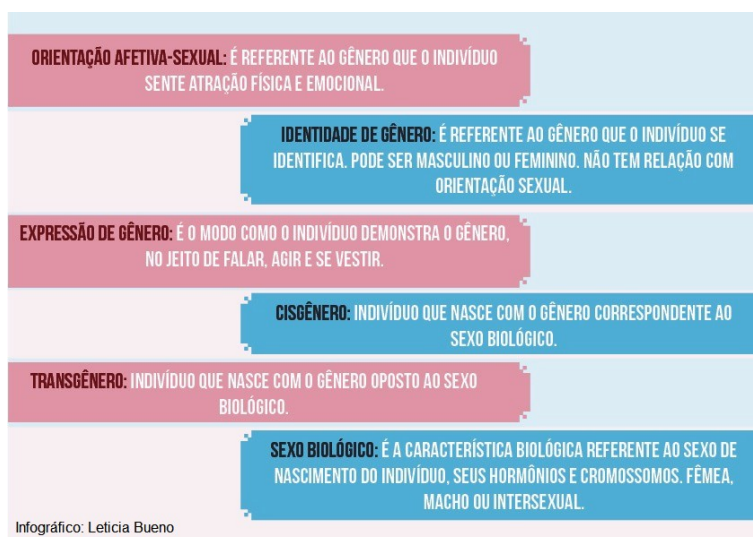 ORIENTAÇÃO AFETIVA-SEXUAL: É REFERENTE AO GÊNERO QUE O INDIVÍDUO
SENTE ATRAÇÃO FÍSICA E EMOCIONAL.
IDENTIDADE DE GÊNERO: É REFERENTE AO GÊNERO QUE O INDIVÍDUO SE
IDENTIFICA. PODE SER MASCULINO OU FEMININO. NÃO TEM RELAÇÃO COM
ORIENTAÇÃO SEXUAL.
EXPRESSÃO DE GÊNERO: É O MODO COMO O INDIVÍDUO DEMONSTRA O GÊNERO,
NO JEITO DE FALAR, AGIR E SE VESTIR.
CISGÊNERO: INDIVÍDUO QUE NASCE COM O GÊNERO CORRESPONDENTE AO
SEXO BIOLÓGICO.
TRANSGÊNERO: INDIVÍDUO QUE NASCE COM O GÊNERO OPOSTO AO SEXO
BIOLÓGICO.
SEXO BIOLÓGICO: É A CARACTERÍSTICA BIOLÓGICA REFERENTE AO SEXO DE
NASCIMENTO DO INDIVÍDUO, SEUS HORMÔNIOS E CROMOSSOMOS. FÊMEA,
MACHO OU INTERSEXUAL.
Infográfico: Leticia Bueno